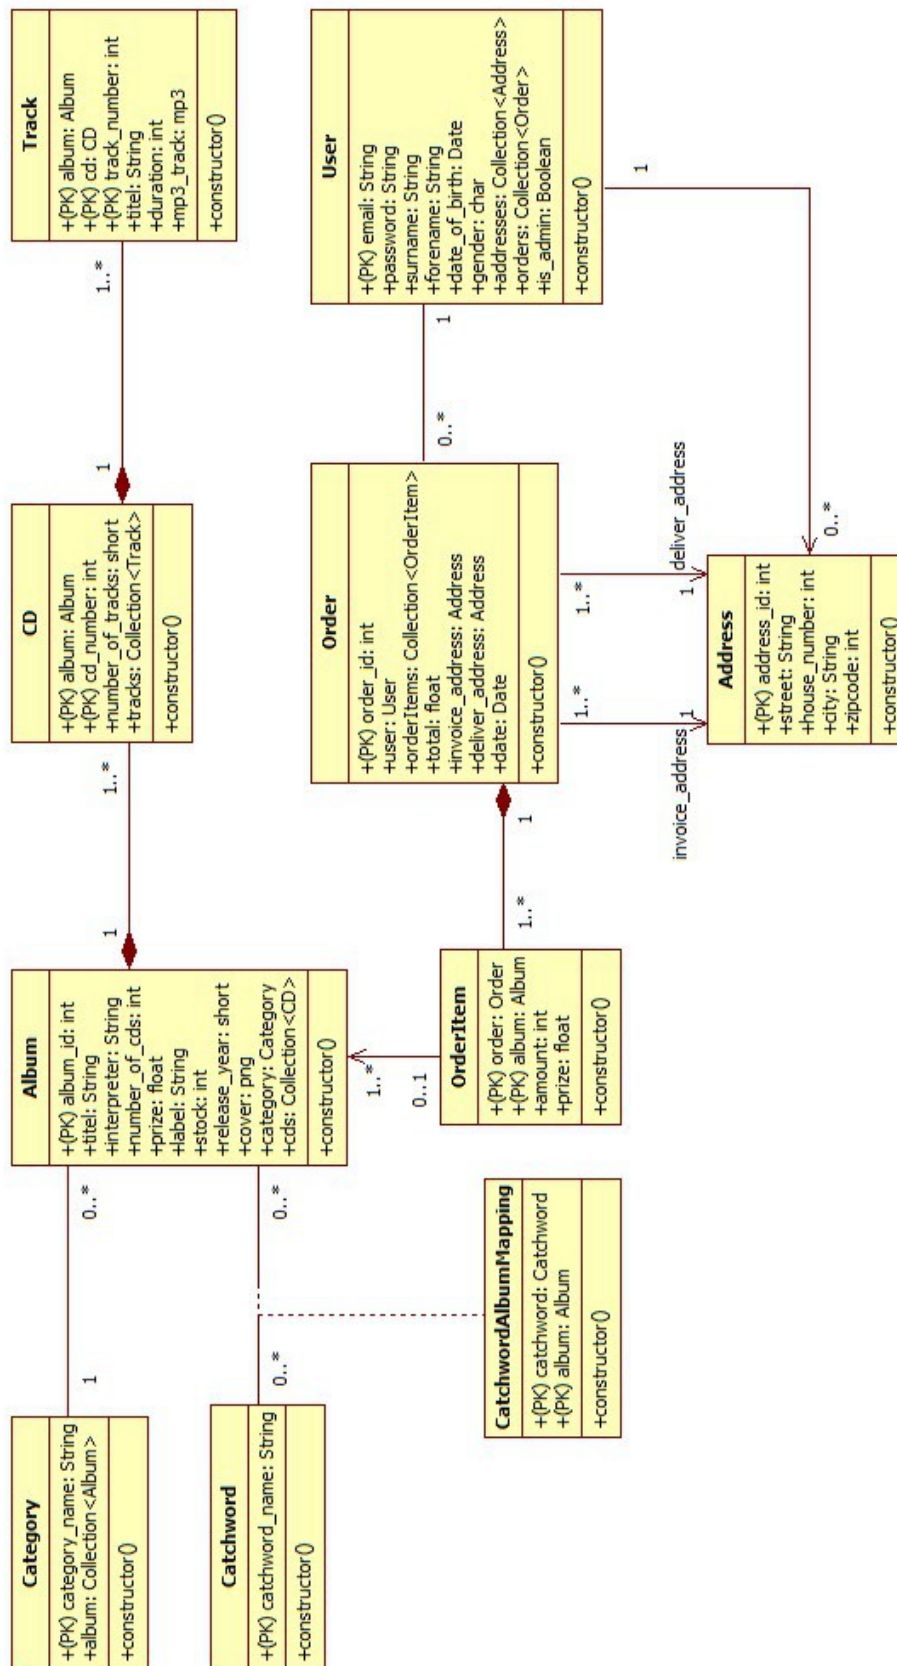 Category
+(PK) category_name: String
+album: Collection<Album>
+constructor()
1
0..*
Album
+(PK) album_id: int
+titel: String
+interpreter: String
+number_of_cds: int
+prize: float
+label: String
+stock: int
+release_year: short
+cover: png
+category: Category
+cds: Collection<CD>
+constructor()
1
1..*
CD
+(PK) album: Album
+(PK) cd_number: int
+number_of_tracks: short
+tracks: Collection<Track>
+constructor()
1
1..*
Track
+(PK) album: Album
+(PK) cd: CD
+(PK) track_number: int
+titel: String
+duration: int
+mp3_track: mp3
+constructor()
Catchword
+(PK) catchword_name: String
+constructor()
0..*
0..*
CatchwordAlbumMapping
+(PK) catchword: Catchword
+(PK) album: Album
+constructor()
1..*
0..1
OrderItem
+(PK) order: Order
+(PK) album: Album
+amount: int
+prize: float
+constructor()
1..*
1
Order
+(PK) order_id: int
+user: User
+orderItems: Collection<OrderItem>
+total: float
+invoice_address: Address
+deliver_address: Address
+date: Date
+constructor()
0..*
1
User
+(PK) email: String
+password: String
+surname: String
+forename: String
+date_of_birth: Date
+gender: char
+addresses: Collection<Address>
+orders: Collection<Order>
+is_admin: Boolean
+constructor()
1
0..*
1..*
1
invoice_address
1..*
1
deliver_address
Address
+(PK) address_id: int
+street: String
+house_number: int
+city: String
+zipcode: int
+constructor()